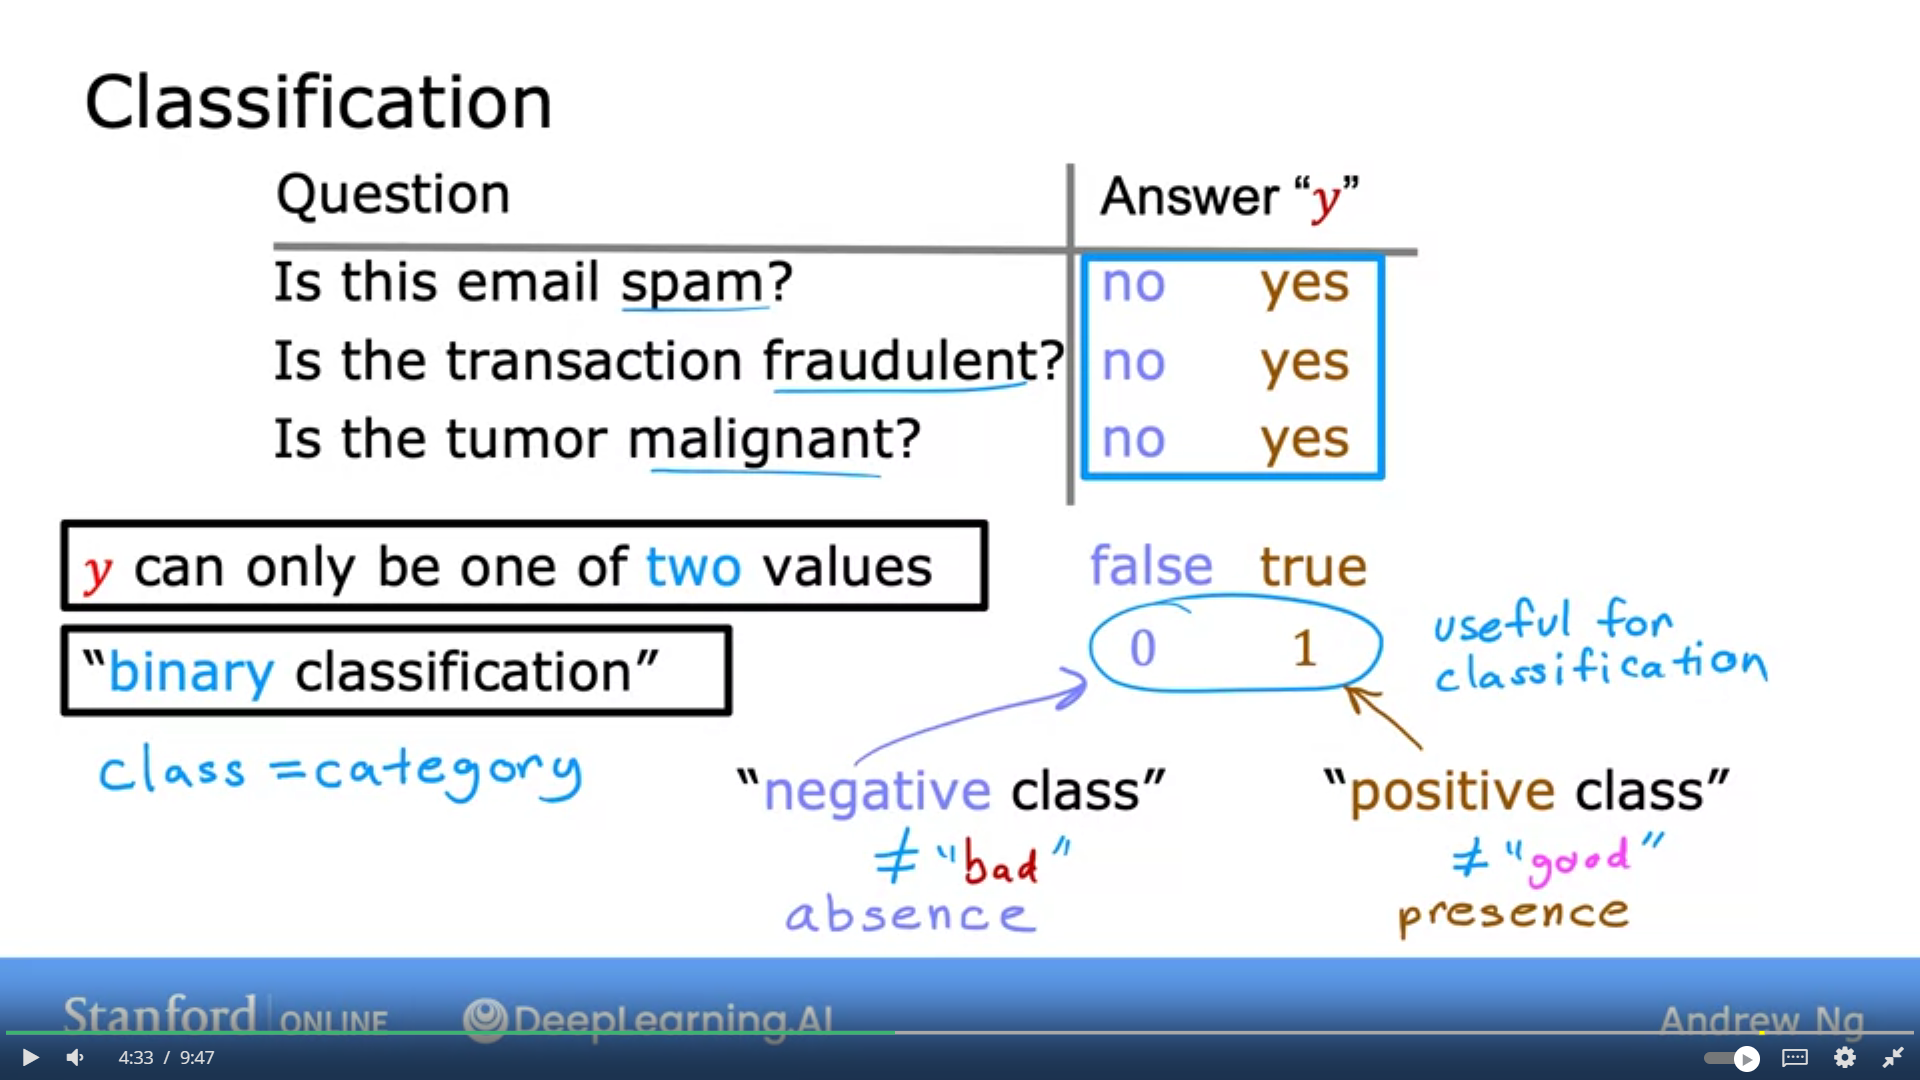 Classification
Question Answer “y”
Is this email spam? no yes
Is the transaction fraudulent? no yes
Is the tumor malignant? no yes
y can only be one of two values
false true
0 1
useful for
classification
“binary classification”
class = category
“negative class” “positive class”
≠ “bad” ≠ “good”
absence presence
Stanford ONLINE DeepLearning.AI Andrew Ng
4:33 / 9:47